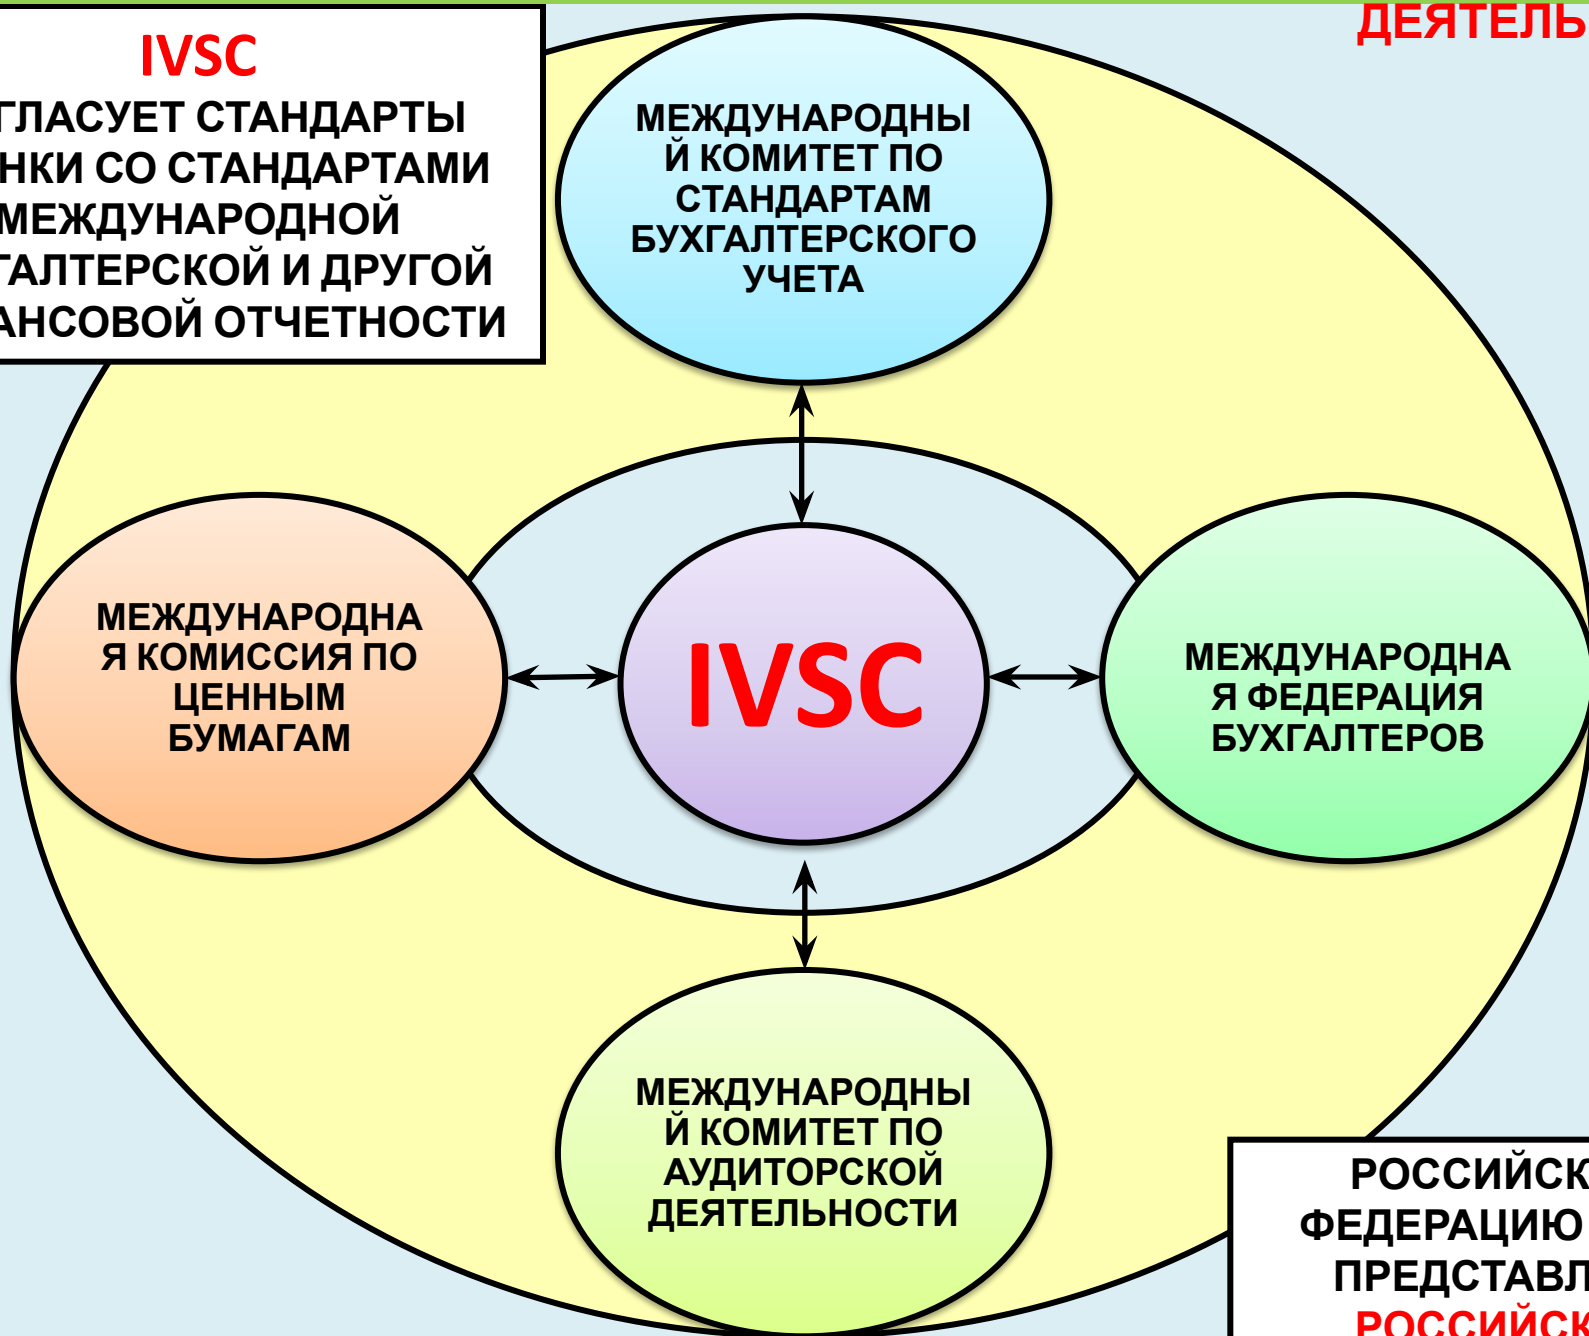 ДЕЯТЕЛЬ
IVSC
ГЛАСУЕТ СТАНДАРТЫ
НКИ СО СТАНДАРТАМИ
МЕЖДУНАРОДНОЙ
ГАЛТЕРСКОЙ И ДРУГОЙ
АНСОВОЙ ОТЧЕТНОСТИ
МЕЖДУНАРОДНЫ
Й КОМИТЕТ ПО
СТАНДАРТАМ
БУХГАЛТЕРСКОГО
УЧЕТА
МЕЖДУНАРОДНА
Я КОМИССИЯ ПО
ЦЕННЫМ
БУМАГАМ
IVSC
МЕЖДУНАРОДНА
Я ФЕДЕРАЦИЯ
БУХГАЛТЕРОВ
МЕЖДУНАРОДНЫ
Й КОМИТЕТ ПО
АУДИТОРСКОЙ
ДЕЯТЕЛЬНОСТИ
РОССИЙСК
ФЕДЕРАЦИЮ
ПРЕДСТАВЛ
РОССИЙСК